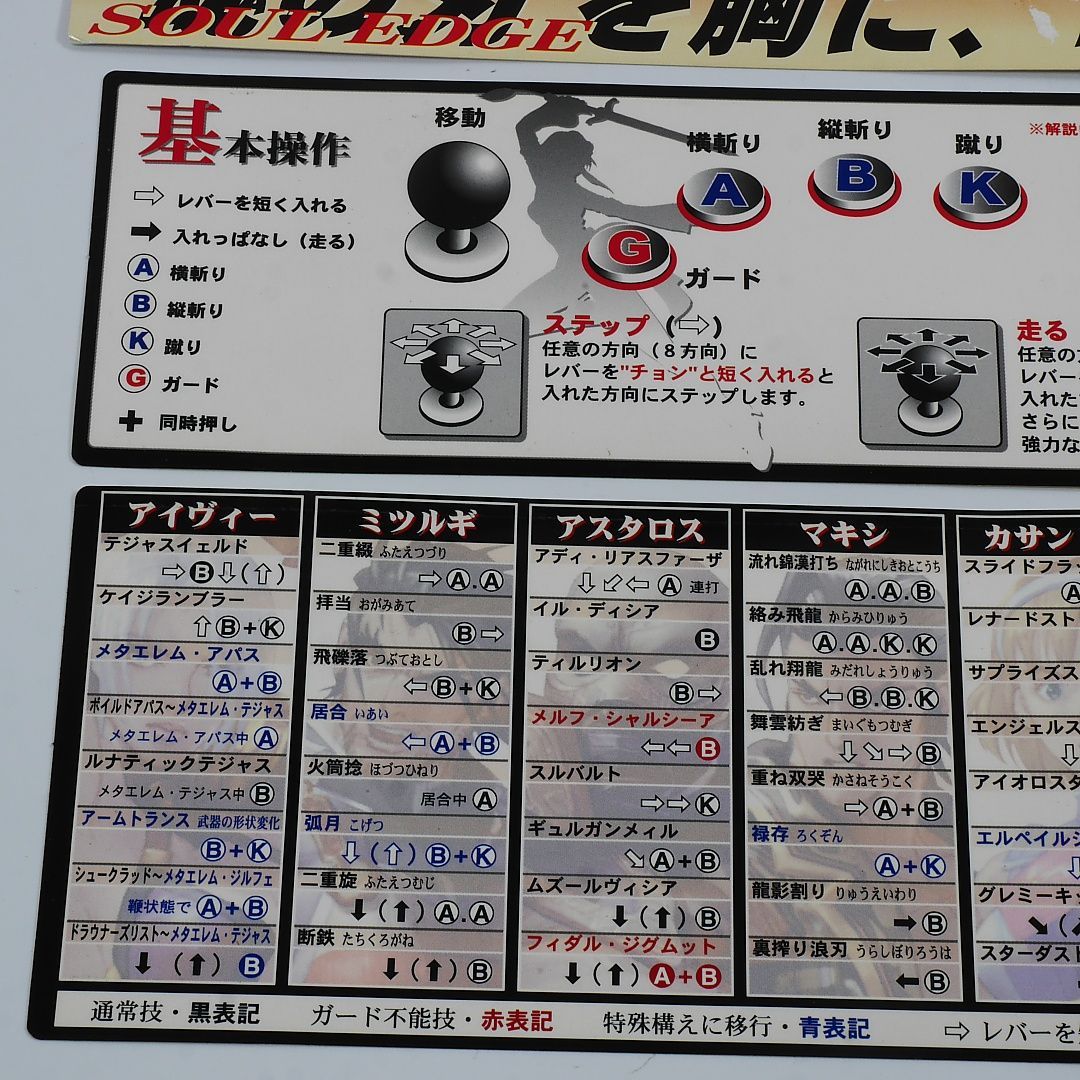 を胸に、
SOUL EDGE
基本操作
⇨ レバーを短く入れる
➡ 入れっぱなし（走る）
A 横斬り
B 縦斬り
K 蹴り
G ガード
＋ 同時押し
移動
横斬り
縦斬り
蹴り
※解説
A
B
K
G
ガード
ステップ（⇨）
任意の方向（８方向）に
レバーを"チョン"と短く入れると
入れた方向にステップします。
走る
任意の
レバー
入れた
さらに
強力な
アイヴィー
テジャスイェルド
⇨B⇩(⇧)
ケイジランブラー
⇧B+K
メタエレム・アパス
A+B
ボイルドアパス〜メタエレム・テジャス
メタエレム・アパス中 A
ルナティックテジャス
メタエレム・テジャス中 B
アームトランス 武器の形状変化
B+K
シュークラッド〜メタエレム・ジルフェ
鞭状態で A+B
ドラウナーズリスト〜メタエレム・テジャス
⬇(⬆)B
ミツルギ
二重綴 ふたえつづり
⇨A.A
拝当 おがみあて
B⇨
飛礫落 つぶておとし
⇦B+K
居合 いあい
⇦A+B
火筒捻 ほづつひねり
居合中 A
弧月 こげつ
⇩(⇧)B+K
二重旋 ふたえつむじ
⬇(⬆)A.A
断鉄 たちくろがね
⬇(⬆)B
アスタロス
アディ・リアスファーザ
⇩⇙⇦A 連打
イル・ディシア
B
ティルリオン
B⇨
メルフ・シャルシーア
⇦⇦B
スルバルト
⇨⇨K
ギュルガンメィル
⇘A+B
ムズールヴィシア
⬇(⬆)B
フィダル・ジグムット
⬇(⬆)A+B
マキシ
流れ錦漢打ち ながれにしきおとこうち
A.A.B
絡み飛龍 からみひりゅう
A.A.K.K
乱れ翔龍 みだれしょうりゅう
⇦B.B.K
舞雲紡ぎ まいぐもつむぎ
⇩⇘⇨B
重ね双哭 かさねそうこく
⇨A+B
禄存 ろくぞん
A+K
龍影割り りゅうえいわり
➡B
裏搾り浪刃 うらしぼりろうは
⬅B
カサン
スライドフラッ
レナードスト
サプライズス
エンジェルス
アイオロスタ
エルペイルシ
グレミーキッ
スターダスト
通常技・黒表記　ガード不能技・赤表記　特殊構えに移行・青表記　⇨レバーを